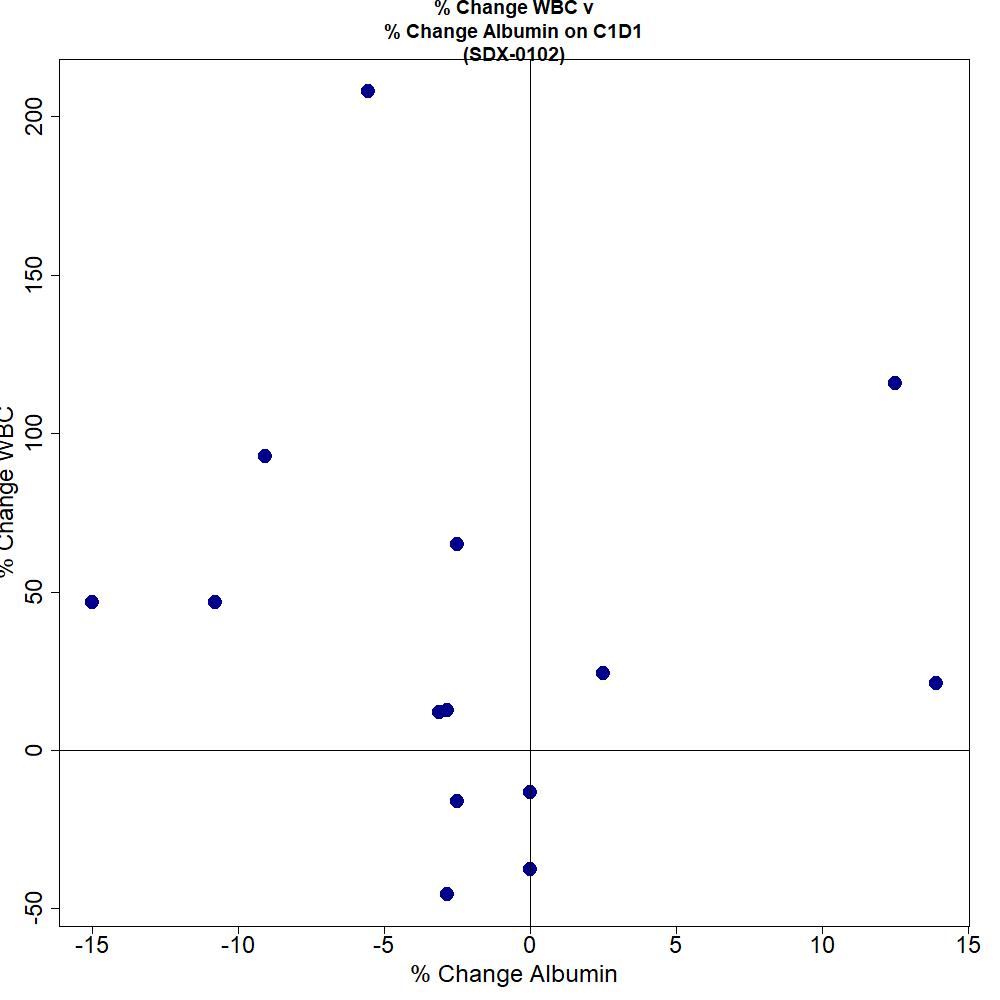 % Change WBC v
% Change Albumin on C1D1
(SDX-0102)
% Change WBC
200
150
100
50
0
-50
-15 -10 -5 0 5 10 15
% Change Albumin